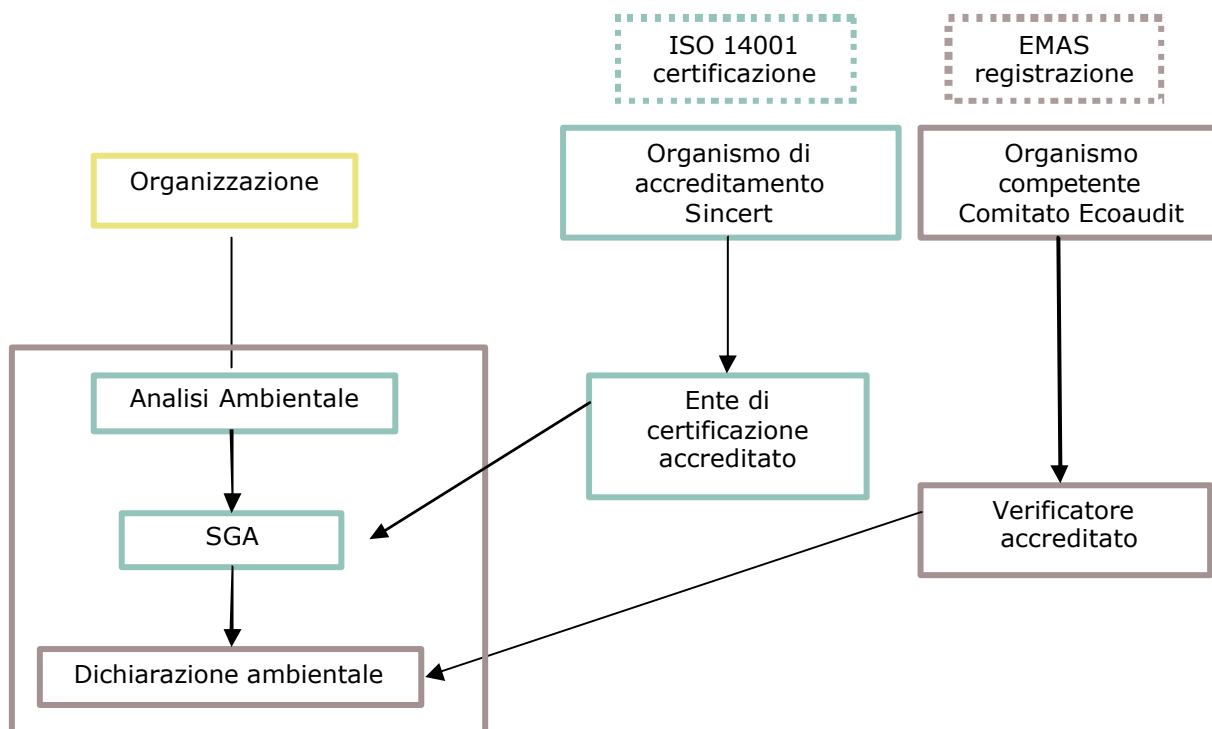 ISO 14001
certificazione
EMAS
registrazione
Organizzazione
Organismo di
accreditamento
Sincert
Organismo
competente
Comitato Ecoaudit
Analisi Ambientale
Ente di
certificazione
accreditato
SGA
Verificatore
accreditato
Dichiarazione ambientale